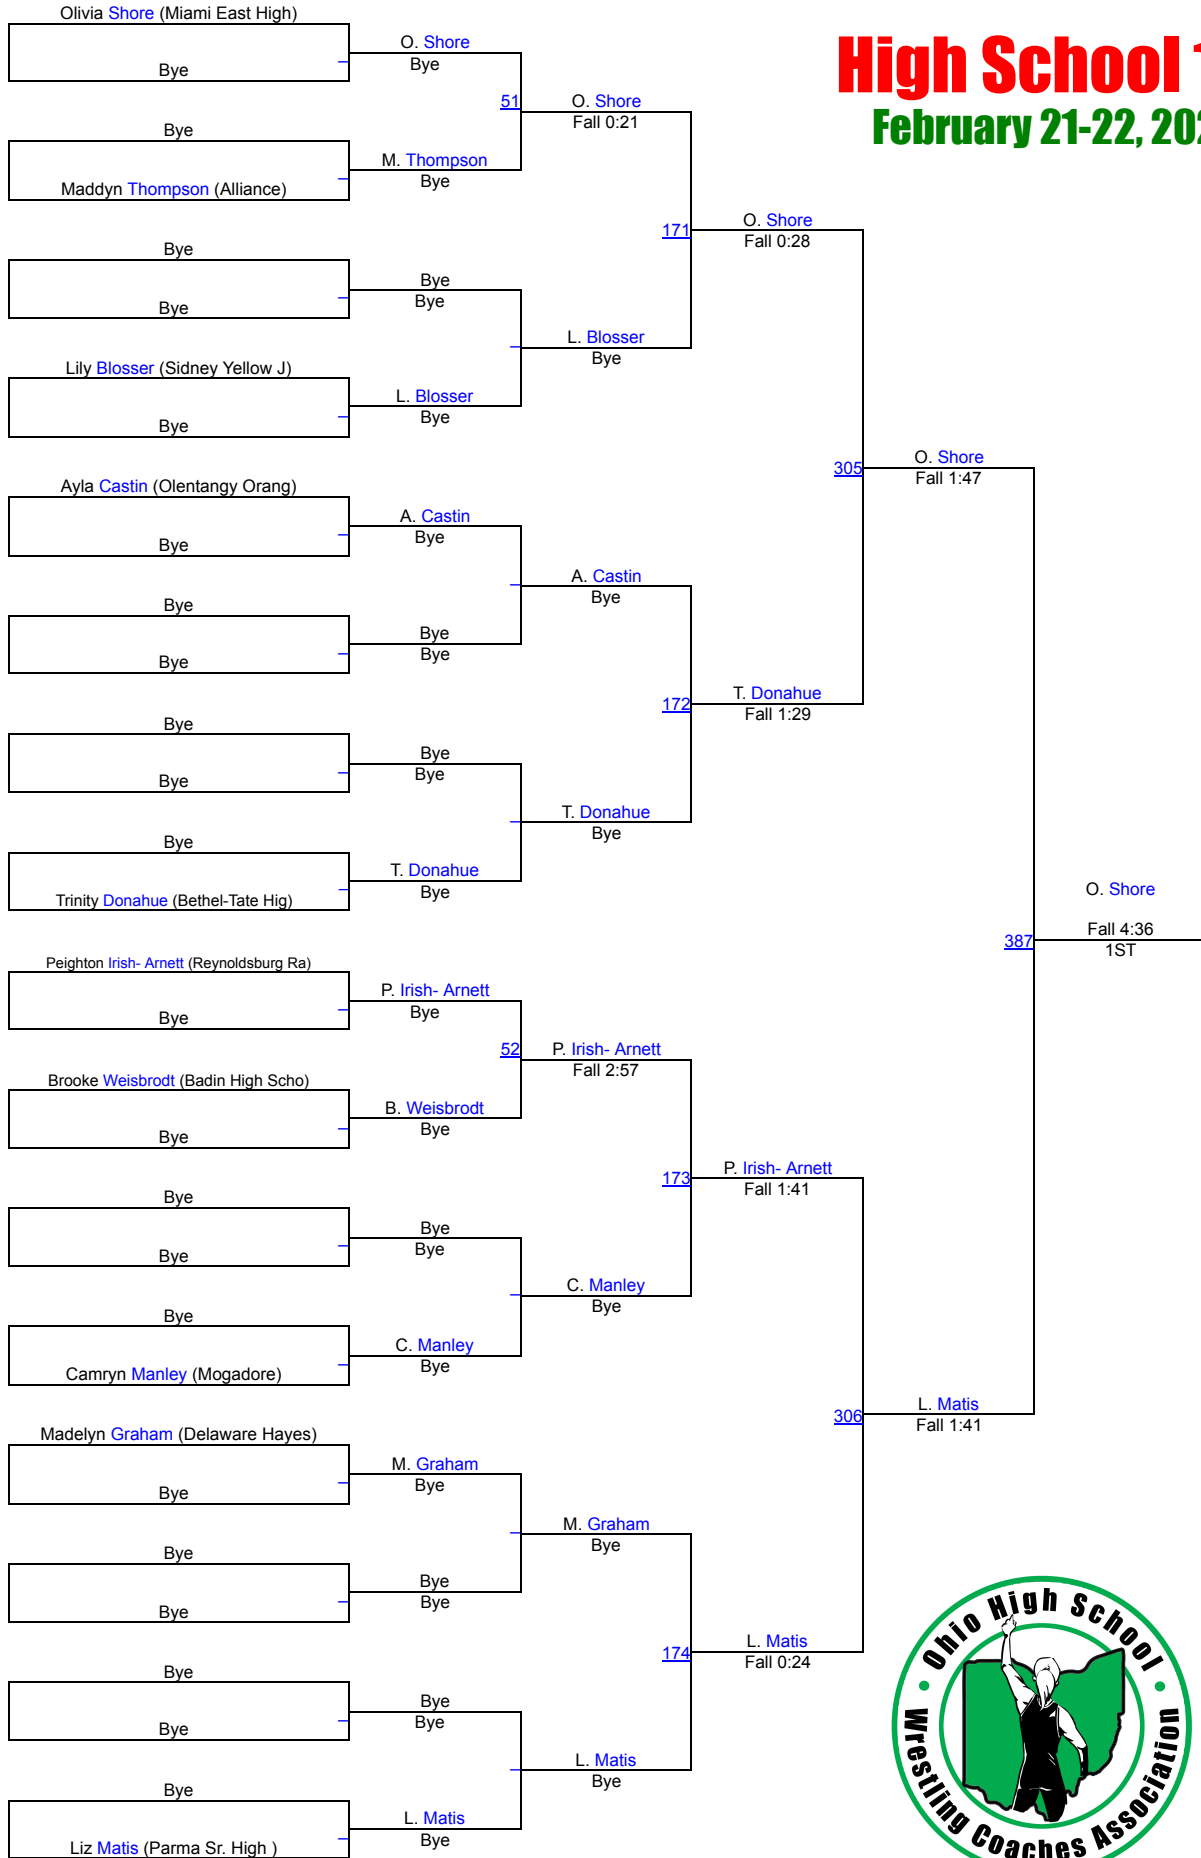 Olivia Shore (Miami East High)
Bye
Bye
Maddyn Thompson (Alliance)
Bye
Bye
Lily Blosser (Sidney Yellow J)
Bye
Ayla Castin (Olentangy Orang)
Bye
Bye
Bye
Bye
Bye
Bye
Trinity Donahue (Bethel-Tate Hig)
Peighton Irish- Arnett (Reynoldsburg Ra)
Bye
Brooke Weisbrodt (Badin High Scho)
Bye
Bye
Bye
Bye
Camryn Manley (Mogadore)
Madelyn Graham (Delaware Hayes)
Bye
Bye
Bye
Bye
Bye
Bye
Liz Matis (Parma Sr. High )
O. Shore
Bye
51
M. Thompson
Bye
Bye
Bye
L. Blosser
Bye
A. Castin
Bye
Bye
Bye
Bye
Bye
T. Donahue
Bye
P. Irish- Arnett
Bye
52
B. Weisbrodt
Bye
Bye
Bye
C. Manley
Bye
M. Graham
Bye
Bye
Bye
Bye
Bye
L. Matis
Bye
O. Shore
Fall 0:21
171
L. Blosser
Bye
A. Castin
Bye
172
T. Donahue
Bye
P. Irish- Arnett
Fall 2:57
173
C. Manley
Bye
M. Graham
Bye
174
L. Matis
Bye
O. Shore
Fall 0:28
305
T. Donahue
Fall 1:29
P. Irish- Arnett
Fall 1:41
306
L. Matis
Fall 0:24
O. Shore
Fall 1:47
387
L. Matis
Fall 1:41
O. Shore
Fall 4:36
1ST
High School
February 21-22, 202
Ohio High School
Wrestling Coaches Association